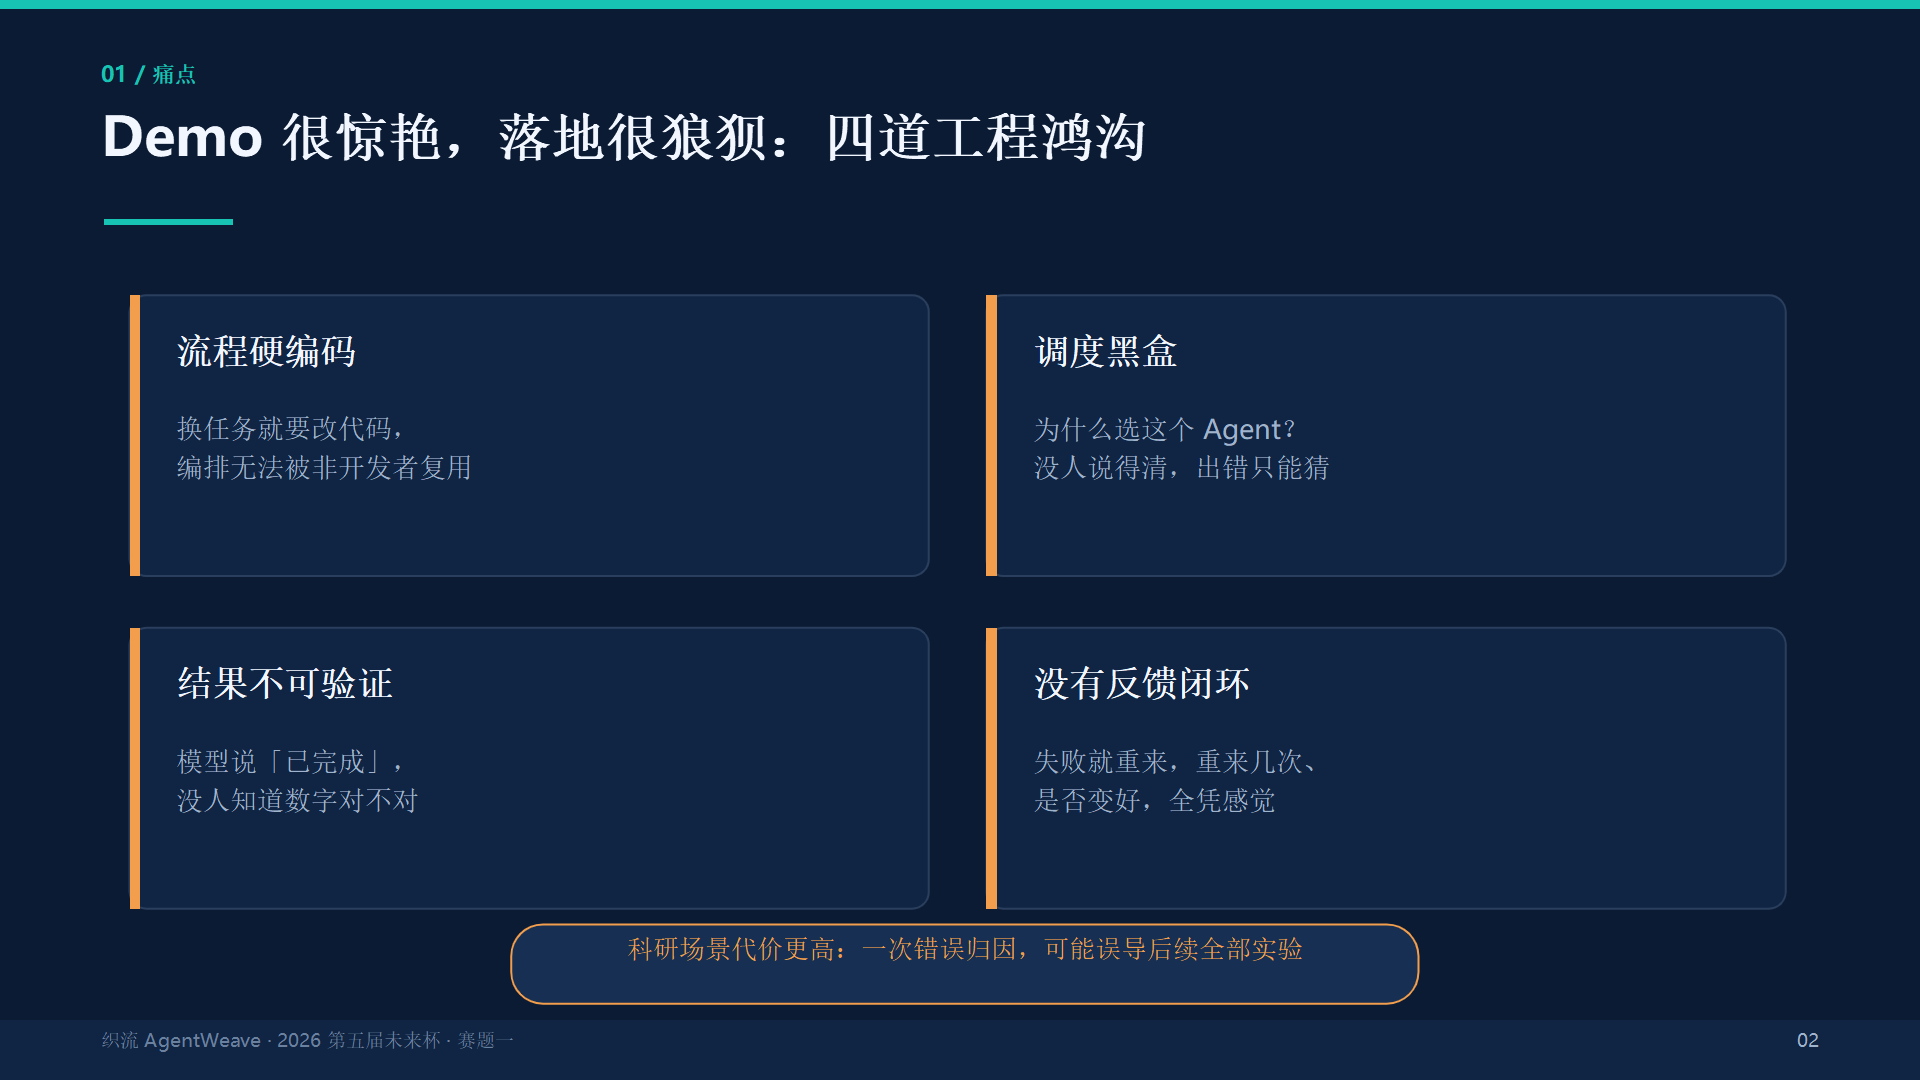 01 / 痛点
Demo 很惊艳，落地很狼狈：四道工程鸿沟
流程硬编码
换任务就要改代码，
编排无法被非开发者复用
调度黑盒
为什么选这个 Agent？
没人说得清，出错只能猜
结果不可验证
模型说「已完成」，
没人知道数字对不对
没有反馈闭环
失败就重来，重来几次、
是否变好，全凭感觉
科研场景代价更高：一次错误归因，可能误导后续全部实验
织流 AgentWeave · 2026 第五届未来杯 · 赛题一
02